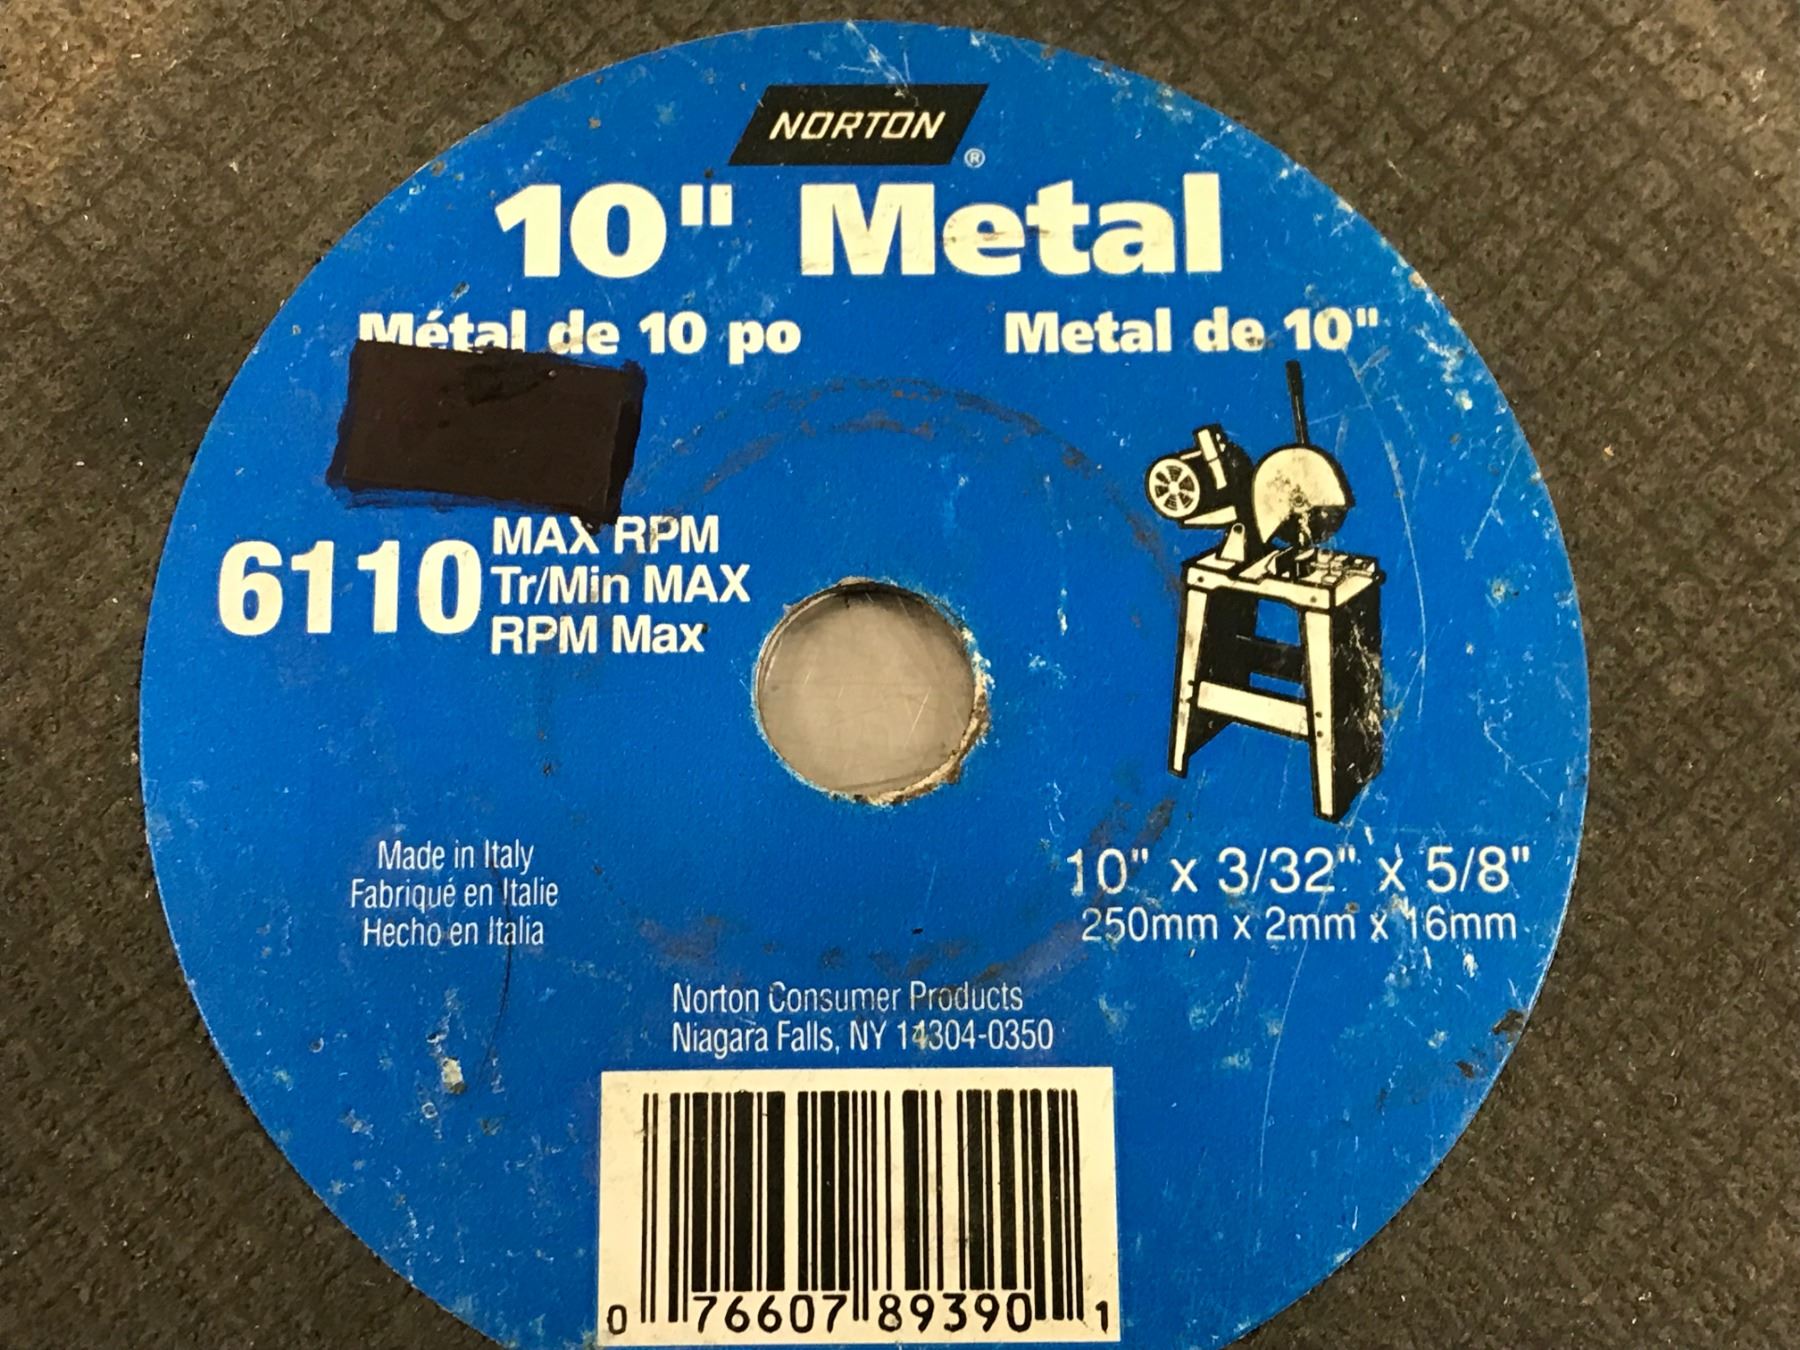 NORTON®
10" Metal
Métal de 10 po
Metal de 10"
6110
MAX RPM
Tr/Min MAX
RPM Max
Made in Italy
Fabriqué en Italie
Hecho en Italia
10" x 3/32" x 5/8"
250mm x 2mm x 16mm
Norton Consumer Products
Niagara Falls, NY 14304-0350
0 76607 89390 1